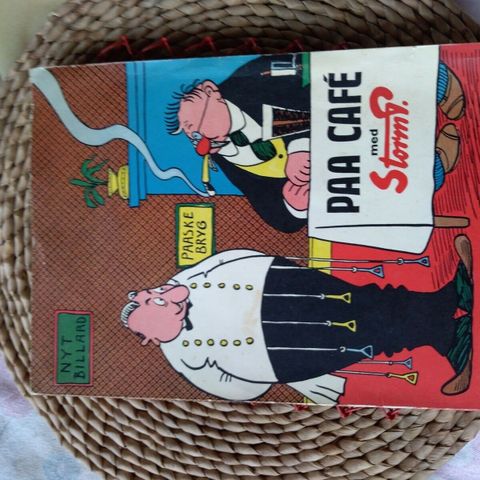 NYT
BILLARD
PAASKE
BRYG
PAA CAFÉ
med
Storm P.